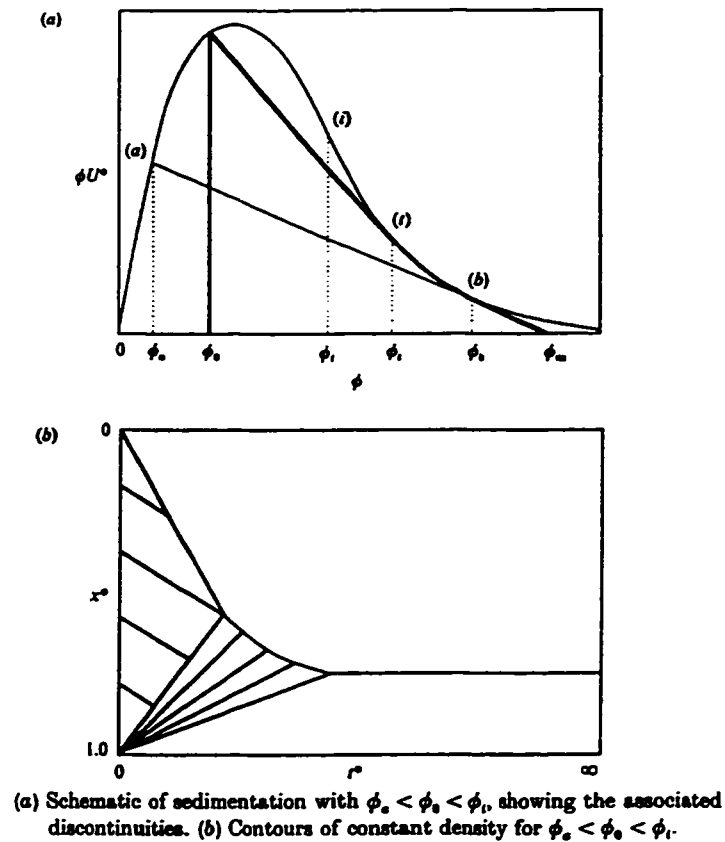 (a)
(i)
(a)
ϕU°
(t)
(b)
0 ϕₐ ϕ₀ ϕᵢ ϕₜ ϕ_b ϕₘ
ϕ
(b)
0
x°
1.0
0 t° ∞
(a) Schematic of sedimentation with ϕₐ < ϕ₀ < ϕᵢ, showing the associated
discontinuities. (b) Contours of constant density for ϕₐ < ϕ₀ < ϕᵢ.